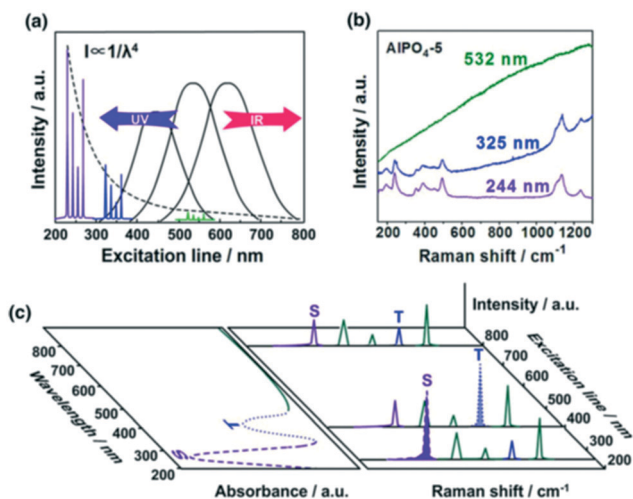 (a)
I∝1/λ⁴
UV
IR
Intensity / a.u.
200 300 400 500 600 700 800
Excitation line / nm
(b)
AlPO₄-5
532 nm
325 nm
244 nm
Intensity / a.u.
200 400 600 800 1000 1200
Raman shift / cm⁻¹
(c)
Intensity / a.u.
S
T
T
S
T
S
800
700
600
500
400
300
200
Wavelength / nm
Absorbance / a.u.
800
700
600
500
400
300
200
Excitation line / nm
Raman shift / cm⁻¹